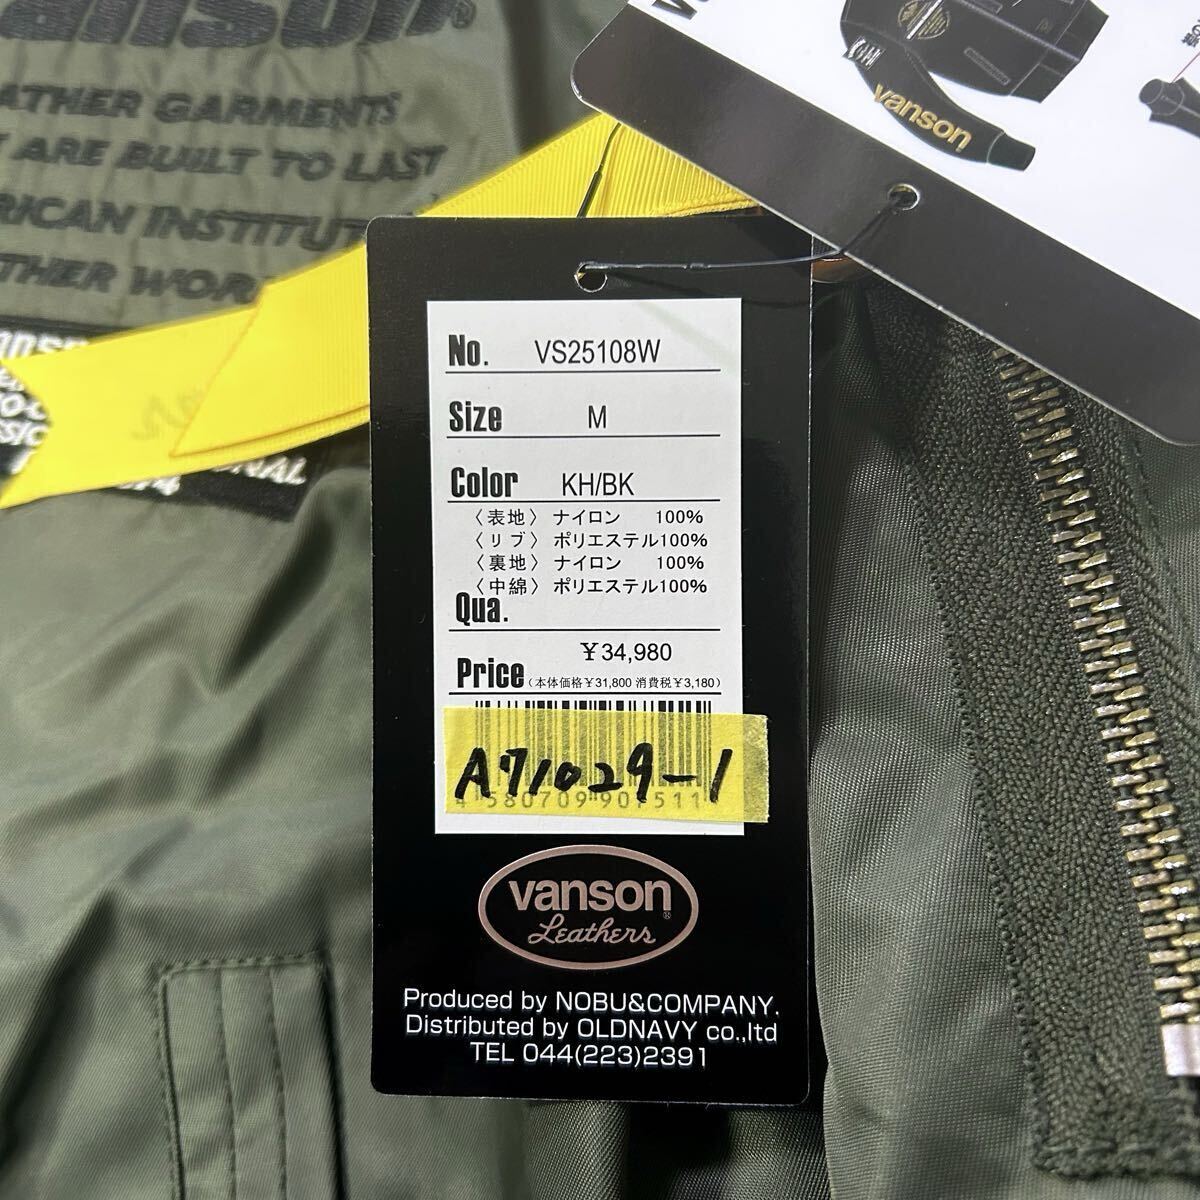 anson®
ATHER GARMENTS
ARE BUILT TO LAST
RICAN INSTITUT
THER WOR
vanson
No. VS25108W
Size M
Color KH/BK
〈表地〉 ナイロン 100%
〈リブ〉 ポリエステル100%
〈裏地〉 ナイロン 100%
〈中綿〉 ポリエステル100%
Qua.
¥34,980
Price (本体価格¥31,800 消費税¥3,180)
A71029-1
vanson®
Leathers
Produced by NOBU&COMPANY.
Distributed by OLDNAVY co.,ltd
TEL 044(223)2391